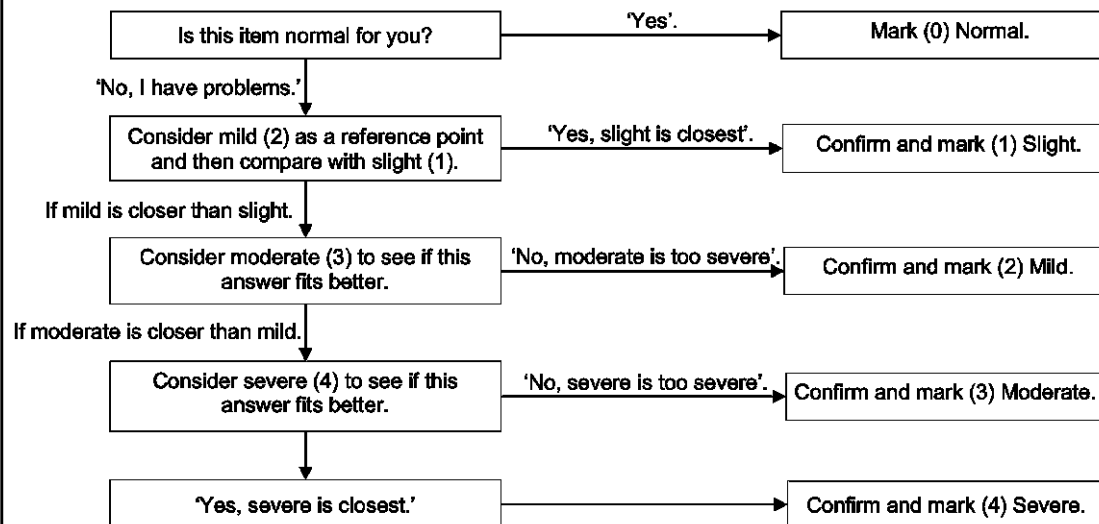 Is this item normal for you?
'Yes'.
Mark (0) Normal.
'No, I have problems.'
Consider mild (2) as a reference point
and then compare with slight (1).
'Yes, slight is closest'.
Confirm and mark (1) Slight.
If mild is closer than slight.
Consider moderate (3) to see if this
answer fits better.
'No, moderate is too severe'.
Confirm and mark (2) Mild.
If moderate is closer than mild.
Consider severe (4) to see if this
answer fits better.
'No, severe is too severe'.
Confirm and mark (3) Moderate.
'Yes, severe is closest.'
Confirm and mark (4) Severe.